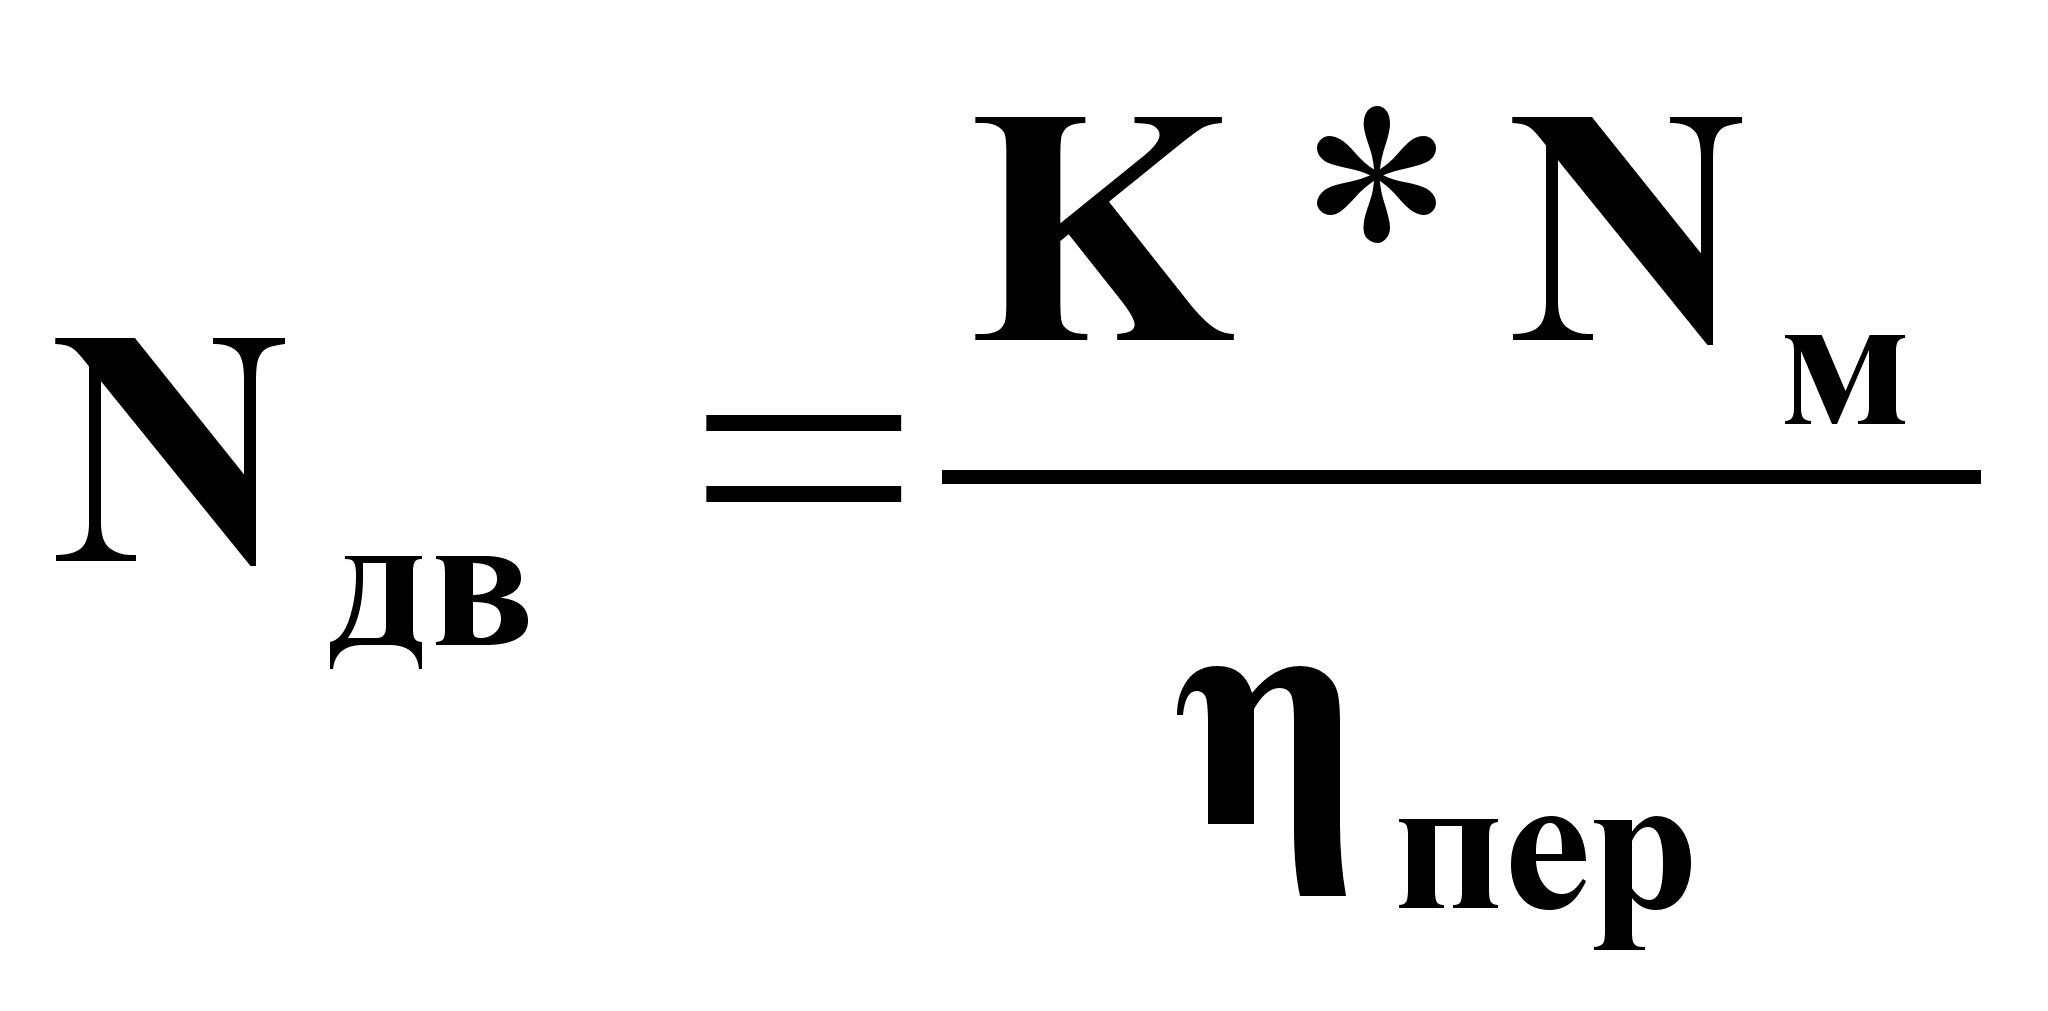 N дв = K * N м
η пер